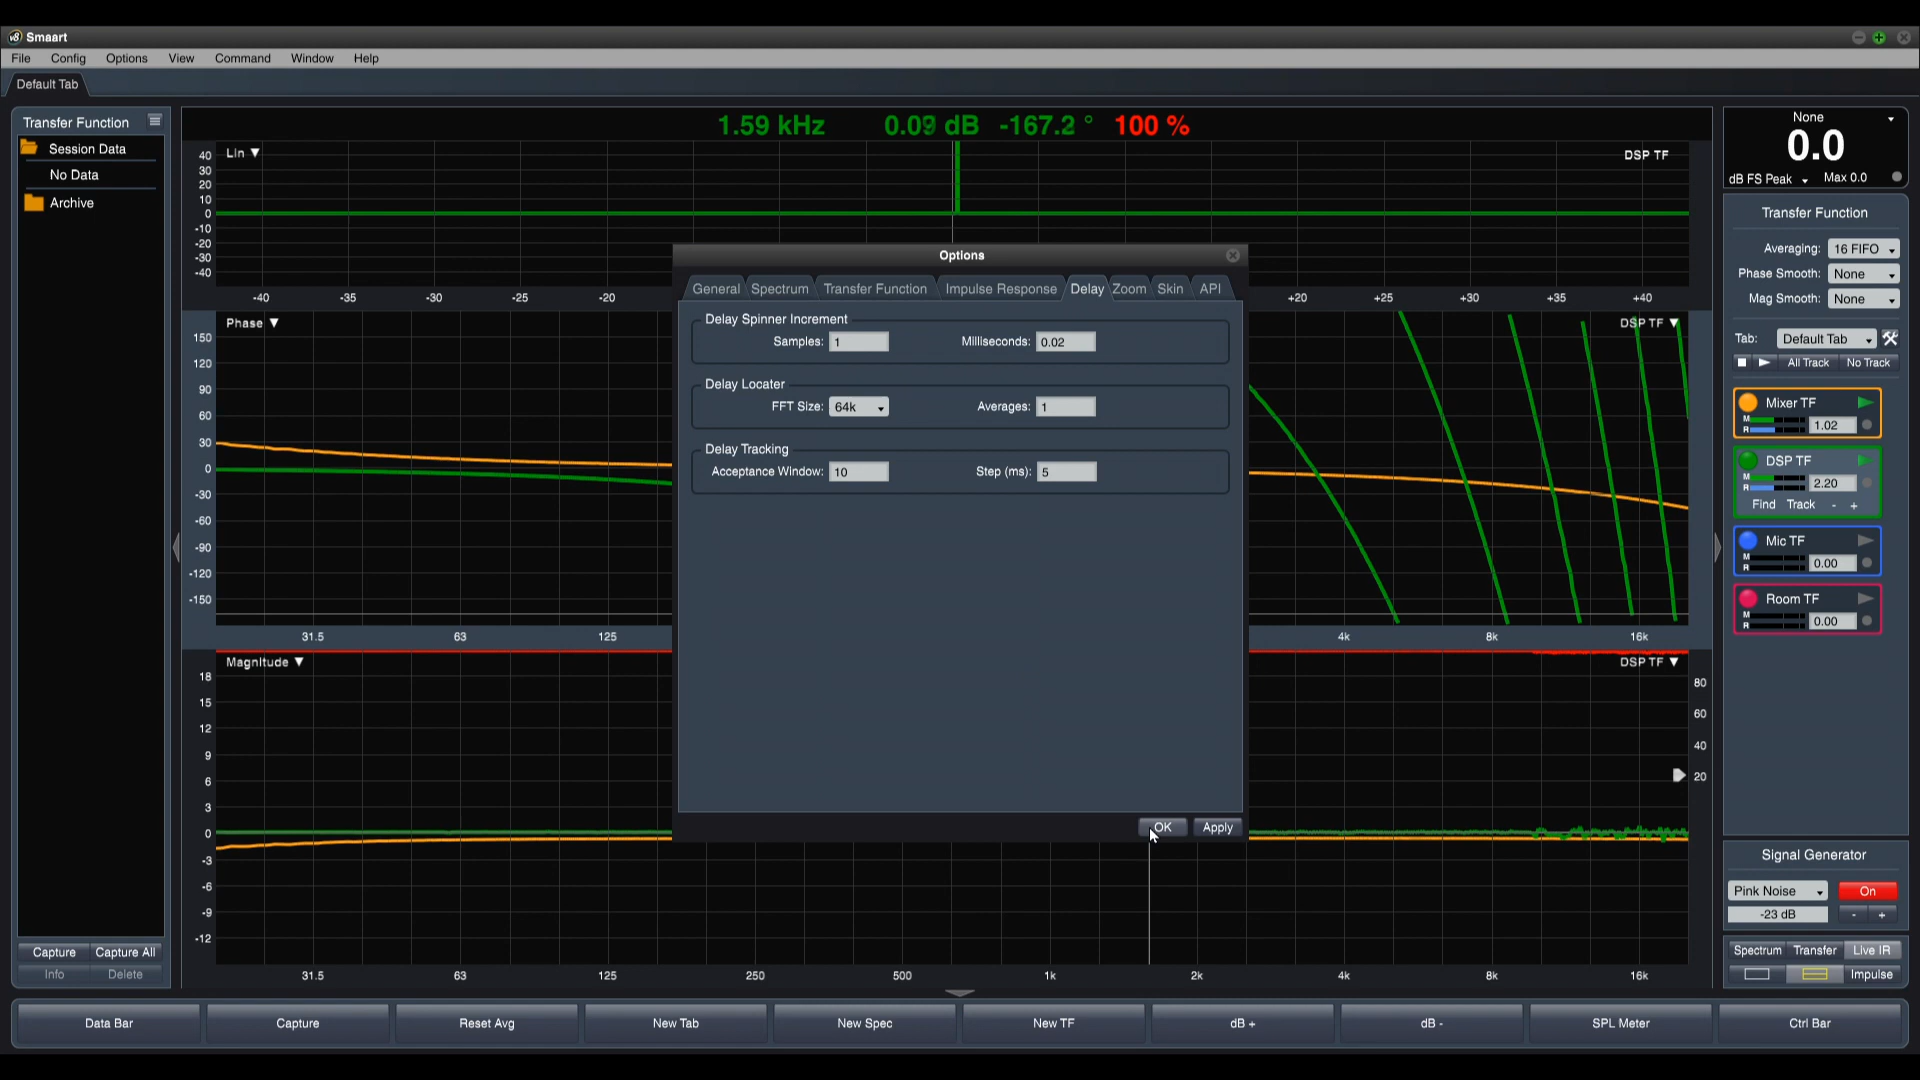 v8 Smaart
File Config Options View Command Window Help
Default Tab
Transfer Function
Session Data
No Data
Archive
Capture Capture All
Info Delete
1.59 kHz 0.09 dB -167.2 ° 100 %
Lin ▼ DSP TF
40
30
20
10
0
-10
-20
-30
-40
-40 -35 -30 -25 -20 +20 +25 +30 +35 +40
Phase ▼ DSP TF ▼
150
120
90
60
30
0
-30
-60
-90
-120
-150
31.5 63 125 4k 8k 16k
Magnitude ▼ DSP TF ▼
18
15
12
9
6
3
0
-3
-6
-9
-12
80
60
40
20
31.5 63 125 250 500 1k 2k 4k 8k 16k
Options
General Spectrum Transfer Function Impulse Response Delay Zoom Skin API
Delay Spinner Increment
Samples: 1 Milliseconds: 0.02
Delay Locater
FFT Size: 64k Averages: 1
Delay Tracking
Acceptance Window: 10 Step (ms): 5
OK Apply
None
0.0
dB FS Peak Max 0.0
Transfer Function
Averaging: 16 FIFO
Phase Smooth: None
Mag Smooth: None
Tab: Default Tab
All Track No Track
Mixer TF
M
R 1.02
DSP TF
M
R 2.20
Find Track - +
Mic TF
M
R 0.00
Room TF
M
R 0.00
Signal Generator
Pink Noise On
-23 dB - +
Spectrum Transfer Live IR
Impulse
Data Bar Capture Reset Avg New Tab New Spec New TF dB + dB - SPL Meter Ctrl Bar